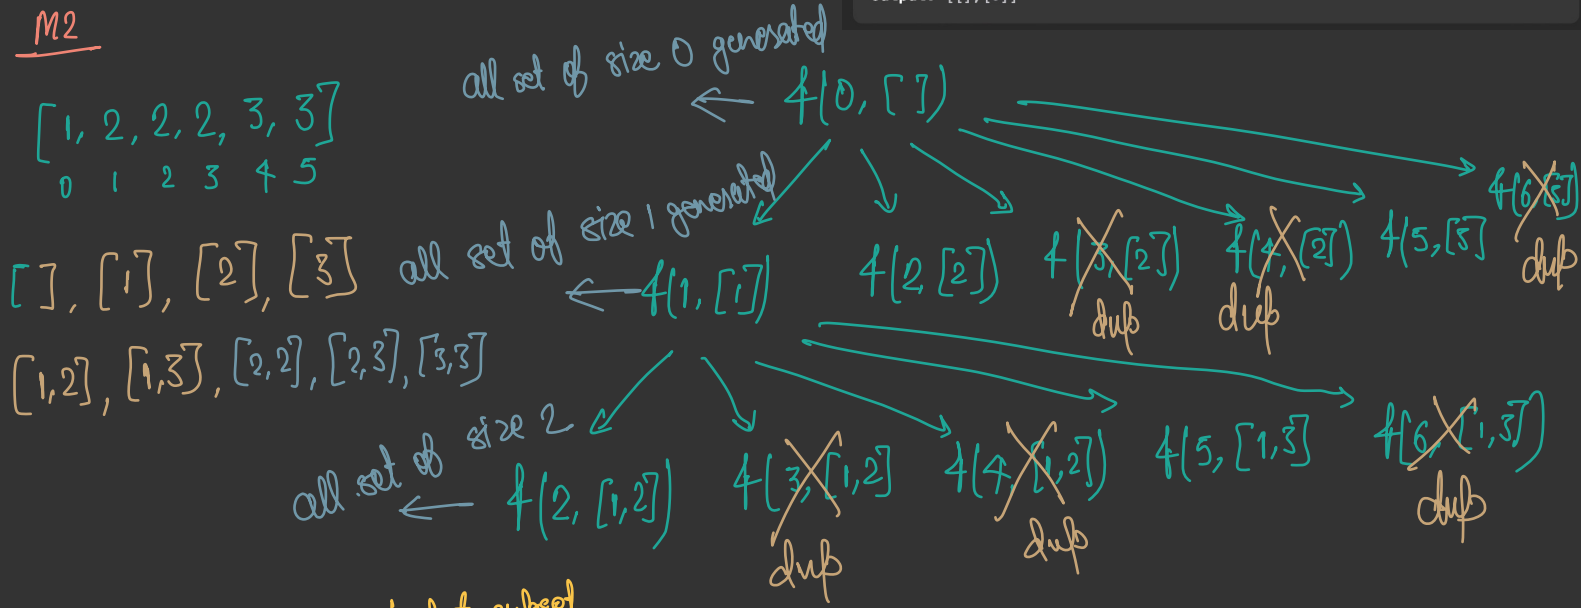 M2
all set of size 0 generated
f(0, [ ])
[1, 2, 2, 2, 3, 3]
0 1 2 3 4 5
f(6, [3]) dup
all set of size 1 generated
f(1, [1]
f(2, [2])
f(3, [2]) dup
f(4, [2]) dup
f(5, [3]
[ ], [1], [2], [3]
[1,2], [1,3], [2,2], [2,3], [3,3]
all set of size 2
f(2, [1,2])
f(3, [1,2] dup
f(4, [1,2]) dup
f(5, [1,3]
f(6, [1,3]) dup
subset